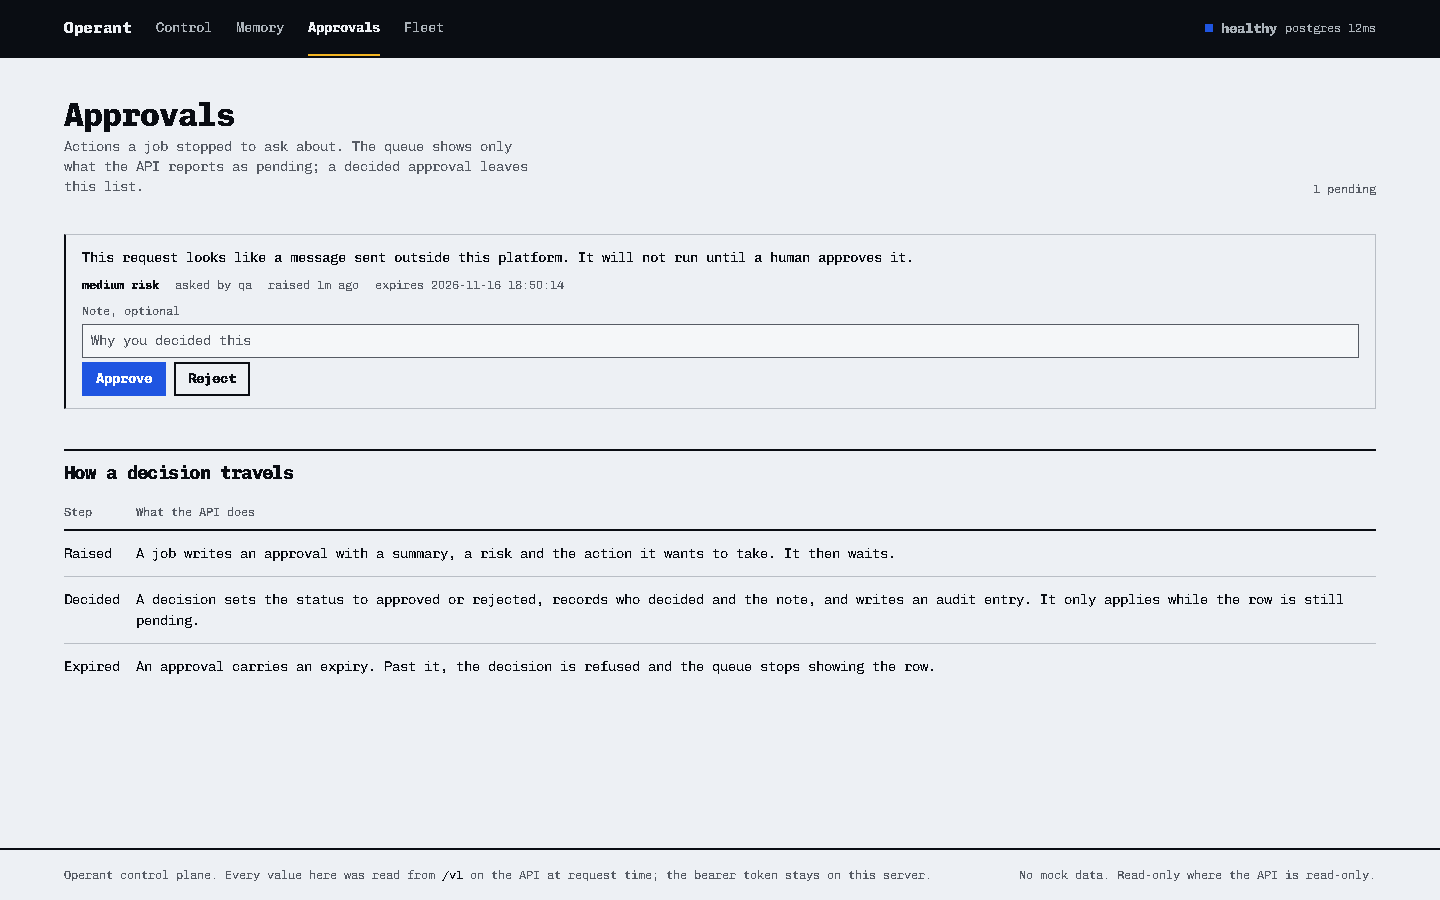 Operant Control Memory Approvals Fleet healthy postgres 12ms
Approvals
Actions a job stopped to ask about. The queue shows only
what the API reports as pending; a decided approval leaves
this list.
1 pending
This request looks like a message sent outside this platform. It will not run until a human approves it.
medium risk asked by qa raised 1m ago expires 2026-11-16 18:50:14
Note, optional
Why you decided this
Approve Reject
How a decision travels
Step What the API does
Raised A job writes an approval with a summary, a risk and the action it wants to take. It then waits.
Decided A decision sets the status to approved or rejected, records who decided and the note, and writes an audit entry. It only applies while the row is still
pending.
Expired An approval carries an expiry. Past it, the decision is refused and the queue stops showing the row.
Operant control plane. Every value here was read from /v1 on the API at request time; the bearer token stays on this server. No mock data. Read-only where the API is read-only.